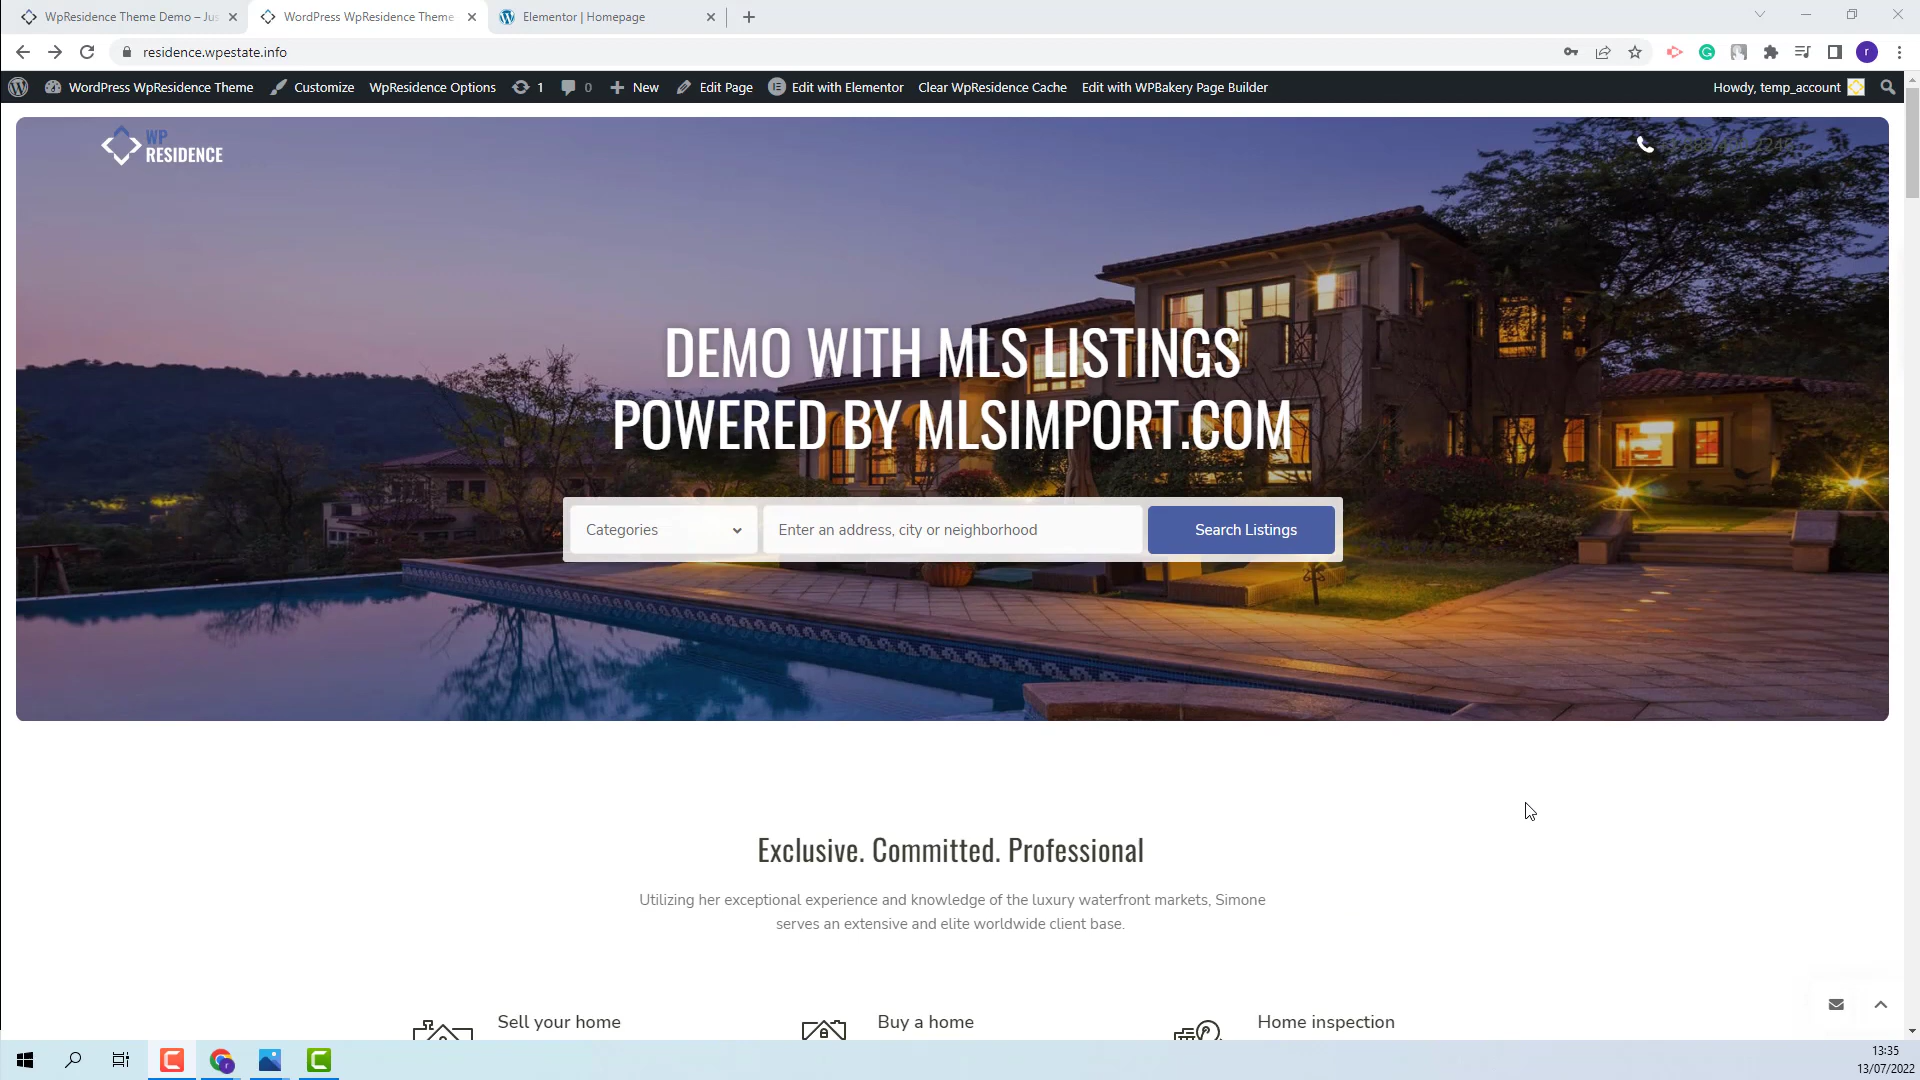 WpResidence Theme Demo – Jus
WordPress WpResidence Theme
Elementor | Homepage
residence.wpestate.info
WordPress WpResidence Theme
Customize
WpResidence Options
1
0
New
Edit Page
Edit with Elementor
Clear WpResidence Cache
Edit with WPBakery Page Builder
Howdy, temp_account
WP
RESIDENCE
DEMO WITH MLS LISTINGS
POWERED BY MLSIMPORT.COM
Categories
Enter an address, city or neighborhood
Search Listings
Exclusive. Committed. Professional
Utilizing her exceptional experience and knowledge of the luxury waterfront markets, Simone
serves an extensive and elite worldwide client base.
Sell your home
Buy a home
Home inspection
13:35
13/07/2022